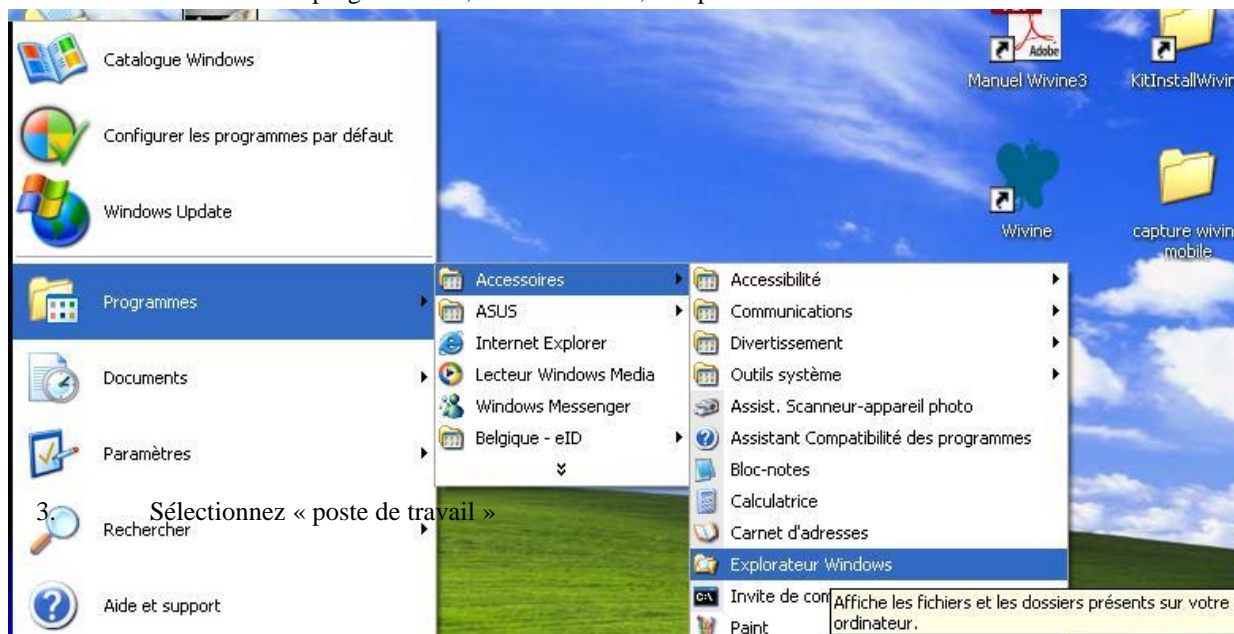 Catalogue Windows
Configurer les programmes par défaut
Windows Update
Programmes
Documents
Paramètres
3. Sélectionnez « poste de travail »
Rechercher
Aide et support
Accessoires
ASUS
Internet Explorer
Lecteur Windows Media
Windows Messenger
Belgique - eID
Accessibilité
Communications
Divertissement
Outils système
Assist. Scanneur-appareil photo
Assistant Compatibilité des programmes
Bloc-notes
Calculatrice
Carnet d'adresses
Explorateur Windows
Invite de com
Paint
Affiche les fichiers et les dossiers présents sur votre
ordinateur.
Adobe
Manuel Wivine3
KitInstallWivin
Wivine
capture wivin
mobile